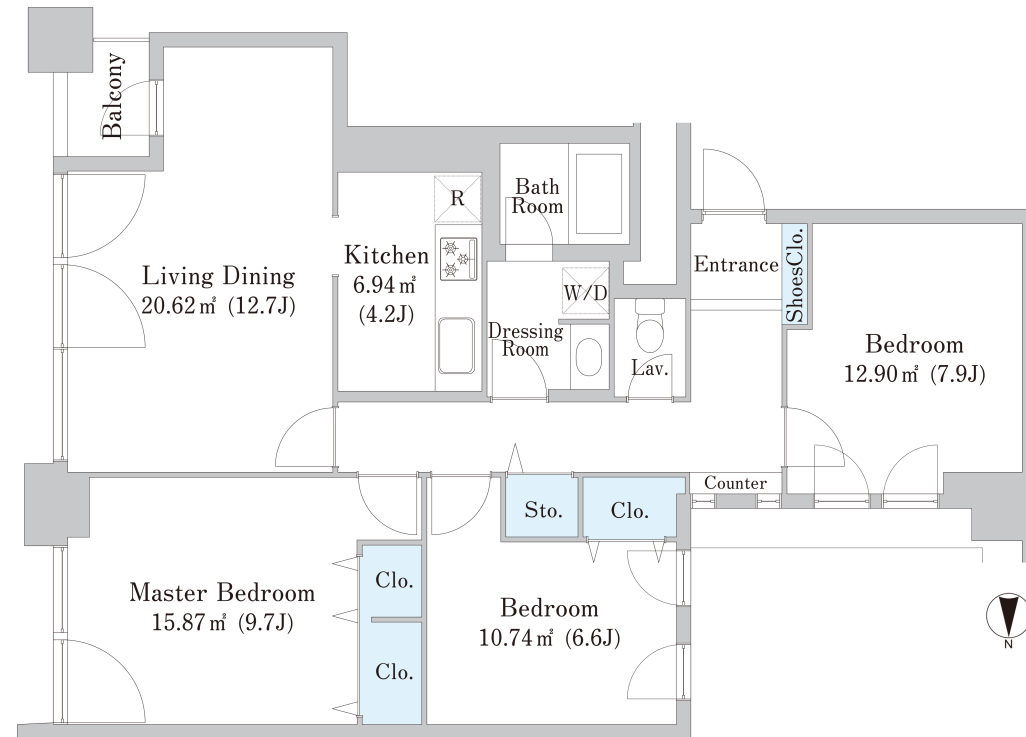 Balcony
Living Dining
20.62㎡ (12.7J)
Kitchen
6.94㎡
(4.2J)
R
Bath
Room
W/D
Dressing
Room
Lav.
Entrance
ShoesClo.
Bedroom
12.90㎡ (7.9J)
Counter
Sto.
Clo.
Master Bedroom
15.87㎡ (9.7J)
Clo.
Clo.
Bedroom
10.74㎡ (6.6J)
N